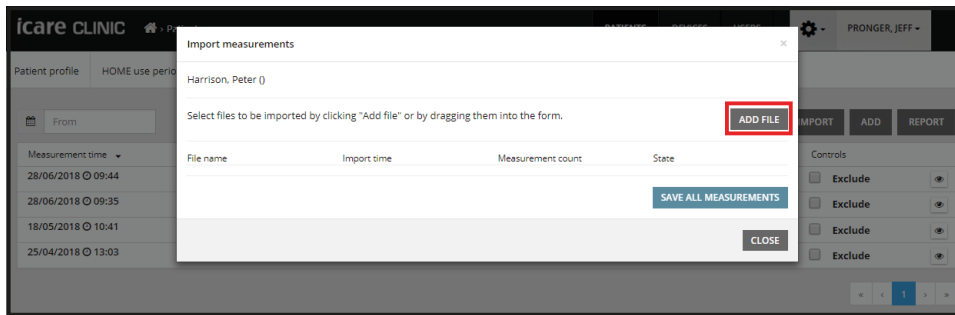 icare CLINIC
PATIENTS DEVICES USERS
PRONGER, JEFF
Import measurements
×
Patient profile
HOME use perio
Harrison, Peter ()
Select files to be imported by clicking "Add file" or by dragging them into the form.
ADD FILE
From
IMPORT
ADD
REPORT
Measurement time
File name
Import time
Measurement count
State
Controls
28/06/2018 09:44
Exclude
28/06/2018 09:35
SAVE ALL MEASUREMENTS
Exclude
18/05/2018 10:41
Exclude
CLOSE
25/04/2018 13:03
Exclude
« ‹ 1 › »